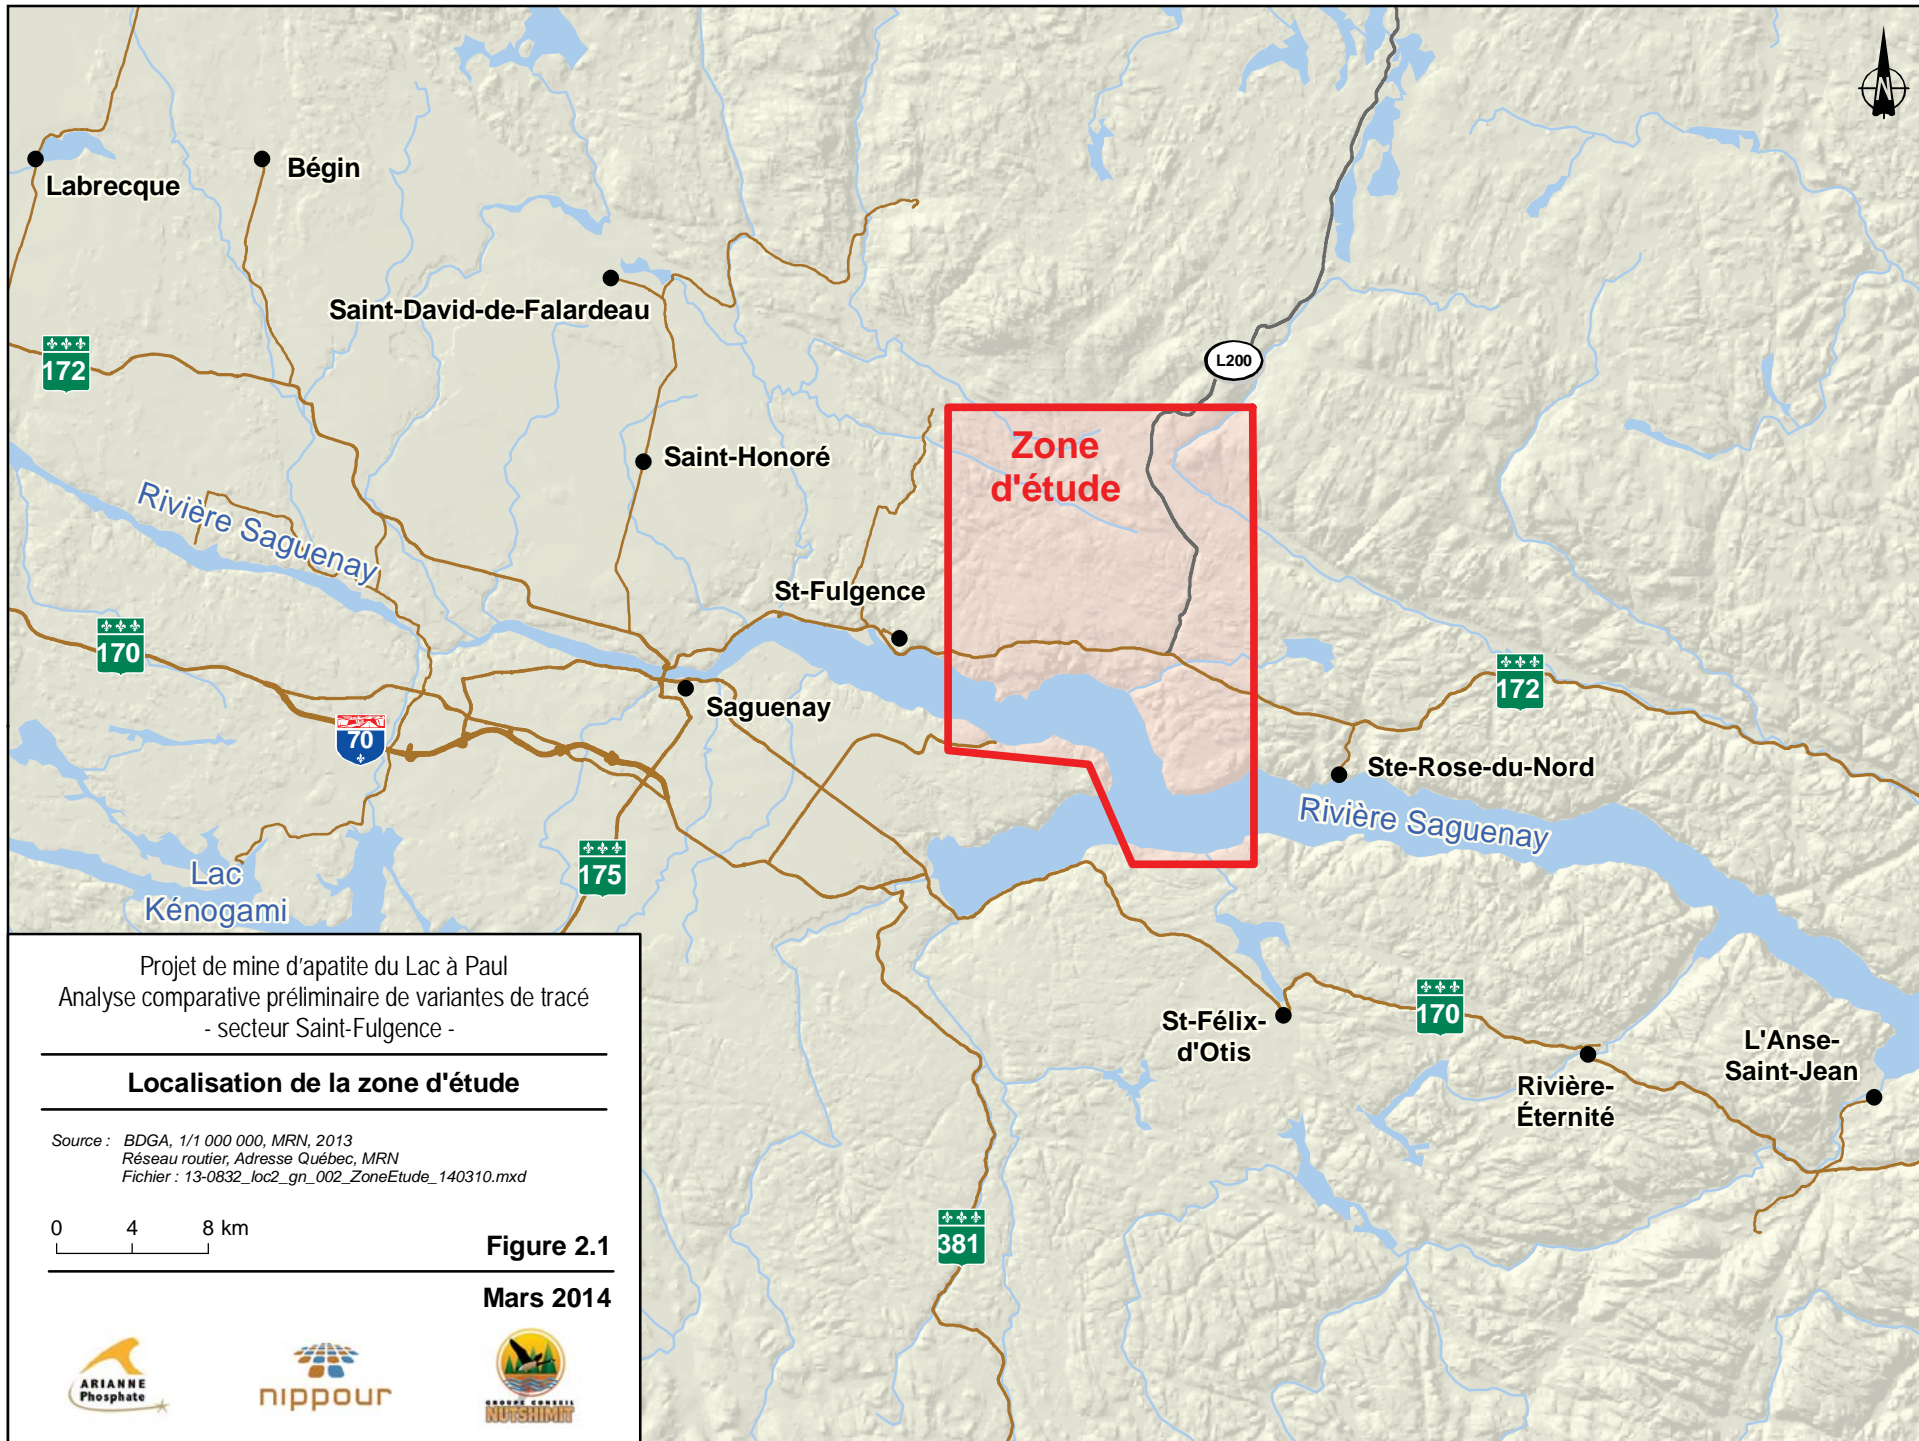 N
Labrecque
Bégin
Saint-David-de-Falardeau
172
L200
Zone
d'étude
Saint-Honoré
Rivière Saguenay
St-Fulgence
170
172
Saguenay
70
Ste-Rose-du-Nord
Rivière Saguenay
175
Lac
Kénogami
St-Félix-
d'Otis
170
L'Anse-
Saint-Jean
Rivière-
Éternité
381
Projet de mine d'apatite du Lac à Paul
Analyse comparative préliminaire de variantes de tracé
- secteur Saint-Fulgence -
Localisation de la zone d'étude
Source : BDGA, 1/1 000 000, MRN, 2013
Réseau routier, Adresse Québec, MRN
Fichier : 13-0832_loc2_gn_002_ZoneEtude_140310.mxd
0 4 8 km
Figure 2.1
Mars 2014
ARIANNE
Phosphate
nippour
GROUPE CONSEIL
NUTSHIMIT